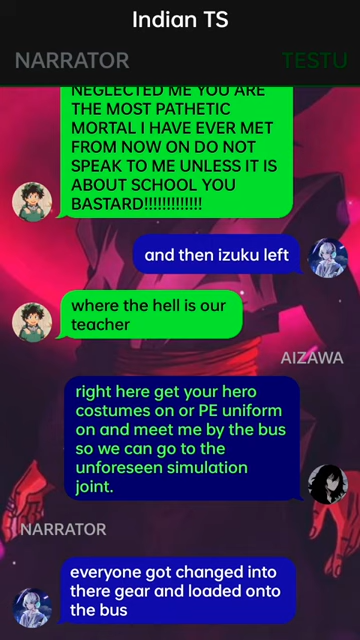 Indian TS
NARRATOR TESTU
NEGLECTED ME YOU ARE
THE MOST PATHETIC
MORTAL I HAVE EVER MET
FROM NOW ON DO NOT
SPEAK TO ME UNLESS IT IS
ABOUT SCHOOL YOU
BASTARD!!!!!!!!!!!!!
and then izuku left
where the hell is our
teacher
AIZAWA
right here get your hero
costumes on or PE uniform
on and meet me by the bus
so we can go to the
unforeseen simulation
joint.
NARRATOR
everyone got changed into
there gear and loaded onto
the bus